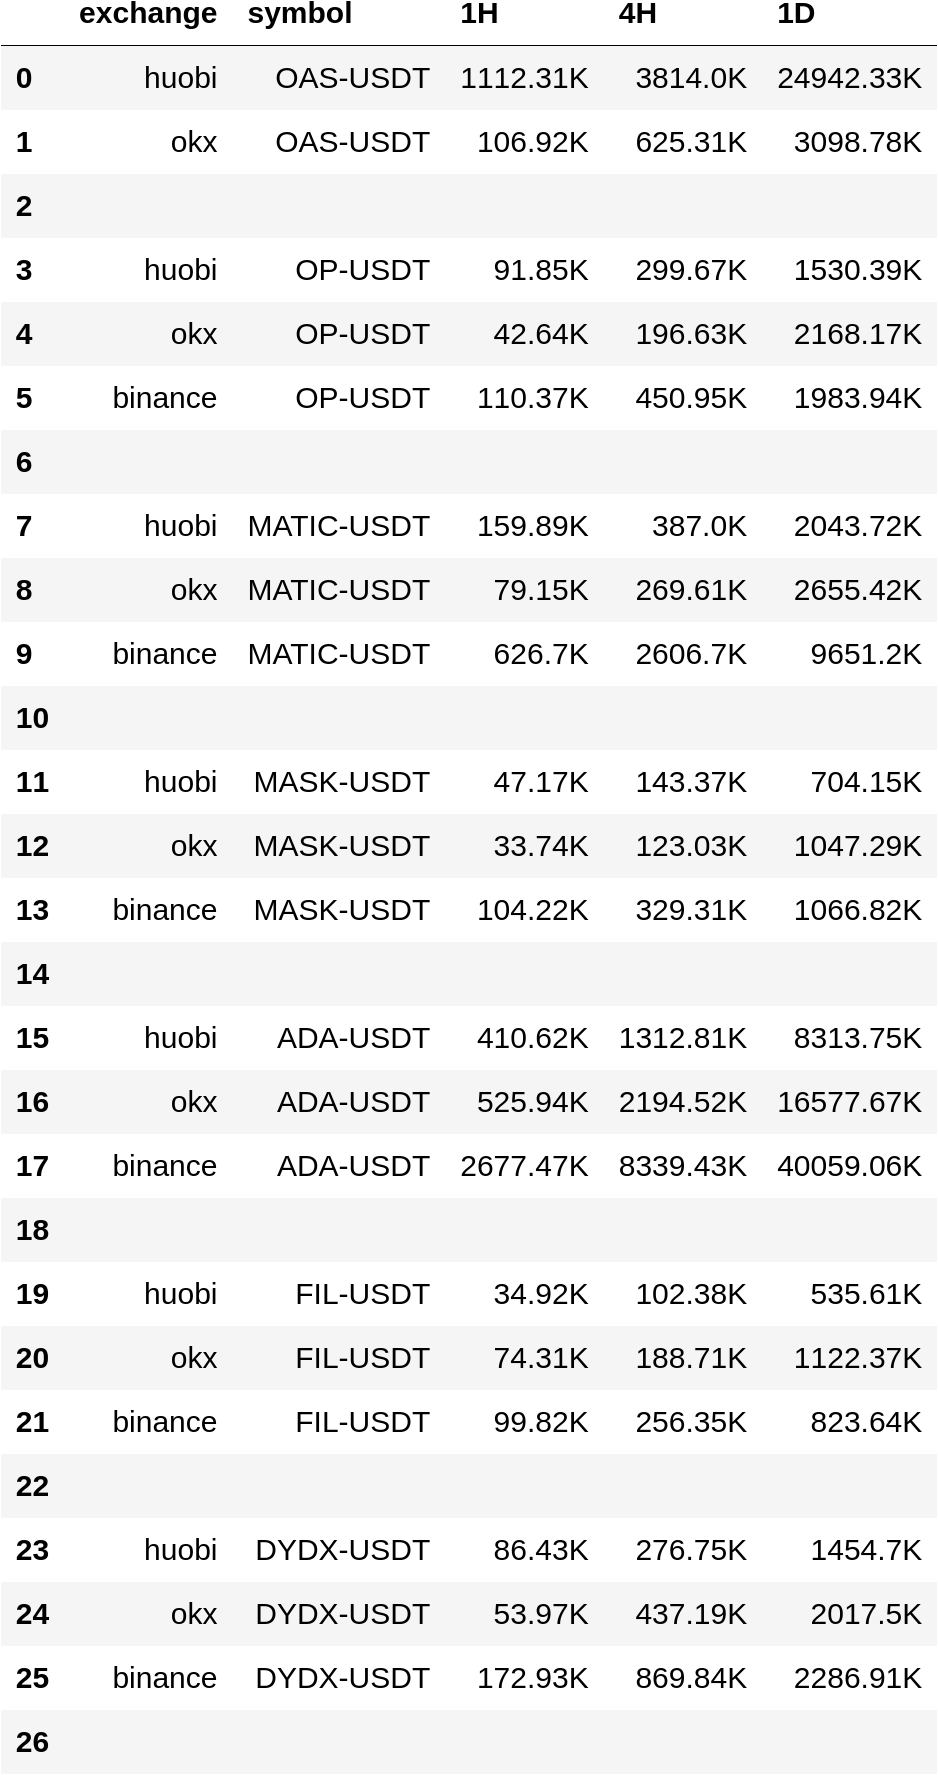 exchange symbol 1H 4H 1D
0 huobi OAS-USDT 1112.31K 3814.0K 24942.33K
1 okx OAS-USDT 106.92K 625.31K 3098.78K
2
3 huobi OP-USDT 91.85K 299.67K 1530.39K
4 okx OP-USDT 42.64K 196.63K 2168.17K
5 binance OP-USDT 110.37K 450.95K 1983.94K
6
7 huobi MATIC-USDT 159.89K 387.0K 2043.72K
8 okx MATIC-USDT 79.15K 269.61K 2655.42K
9 binance MATIC-USDT 626.7K 2606.7K 9651.2K
10
11 huobi MASK-USDT 47.17K 143.37K 704.15K
12 okx MASK-USDT 33.74K 123.03K 1047.29K
13 binance MASK-USDT 104.22K 329.31K 1066.82K
14
15 huobi ADA-USDT 410.62K 1312.81K 8313.75K
16 okx ADA-USDT 525.94K 2194.52K 16577.67K
17 binance ADA-USDT 2677.47K 8339.43K 40059.06K
18
19 huobi FIL-USDT 34.92K 102.38K 535.61K
20 okx FIL-USDT 74.31K 188.71K 1122.37K
21 binance FIL-USDT 99.82K 256.35K 823.64K
22
23 huobi DYDX-USDT 86.43K 276.75K 1454.7K
24 okx DYDX-USDT 53.97K 437.19K 2017.5K
25 binance DYDX-USDT 172.93K 869.84K 2286.91K
26